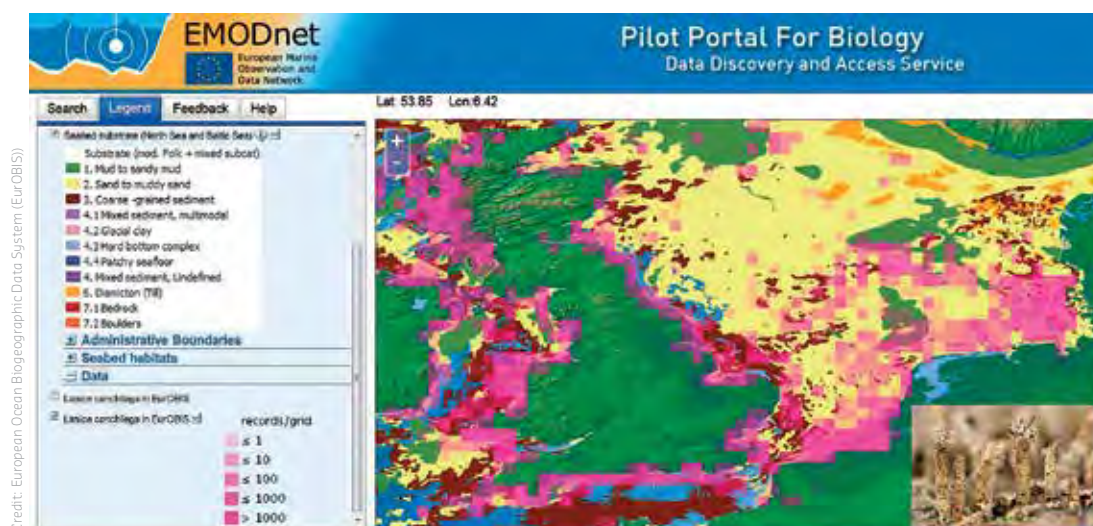 EMODnet
European Marine
Observation and
Data Network
Pilot Portal For Biology
Data Discovery and Access Service
Search Legend Feedback Help
Lat 53.85 Lon:6.42
Seabed substrate (North Sea and Baltic Sea)
Substrate (mod. Folk + mixed subcat)
1. Mud to sandy mud
2. Sand to muddy sand
3. Coarse -grained sediment
4.1 Mixed sediment, multimodal
4.2 Glacial clay
4.3 Hard bottom complex
4.4 Patchy seafloor
4. Mixed sediment, Undefined
6. Diamicton (Till)
7.1 Bedrock
7.2 Boulders
Administrative Boundaries
Seabed habitats
Data
Lanice conchilega in EurOBIS
Lanice conchilega in EurOBIS
records/grid
≤ 1
≤ 10
≤ 100
≤ 1000
> 1000
redit: European Ocean Biogeographic Data System (EurOBIS))